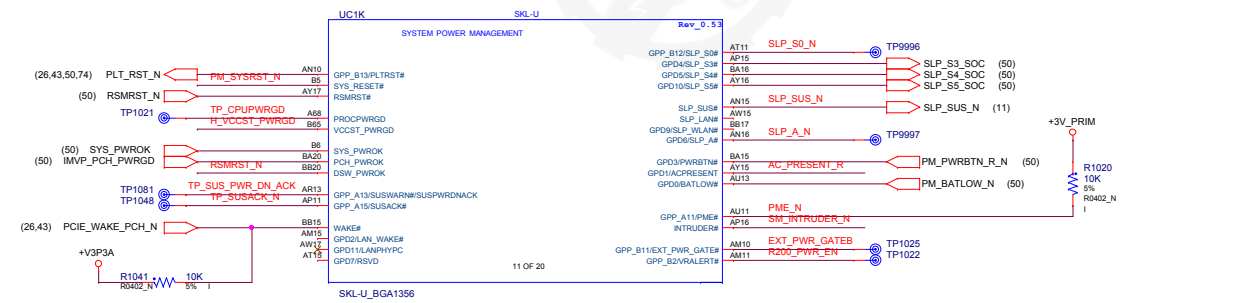 UC1K SKL-U
Rev_0.53
SYSTEM POWER MANAGEMENT
(26,43,50,74) PLT_RST_N
PM_SYSRST_N
AN10 GPP_B13/PLTRST#
B5 SYS_RESET#
(50) RSMRST_N AY17 RSMRST#
TP1021 TP_CPUPWRGD A68 PROCPWRGD
H_VCCST_PWRGD B65 VCCST_PWRGD
(50) SYS_PWROK B6 SYS_PWROK
(50) IMVP_PCH_PWRGD BA20 PCH_PWROK
RSMRST_N BB20 DSW_PWROK
TP1081 TP_SUS_PWR_DN_ACK AR13 GPP_A13/SUSWARN#/SUSPWRDNACK
TP1048 TP_SUSACK_N AP11 GPP_A15/SUSACK#
(26,43) PCIE_WAKE_PCH_N BB15 WAKE#
AM15 GPD2/LAN_WAKE#
AW17 GPD11/LANPHYPC
AT15 GPD7/RSVD
+V3P3A
R1041 10K
R0402_N 5% I
GPP_B12/SLP_S0# AT11 SLP_S0_N TP9996
GPD4/SLP_S3# AP15 SLP_S3_SOC (50)
GPD5/SLP_S4# BA16 SLP_S4_SOC (50)
GPD10/SLP_S5# AY16 SLP_S5_SOC (50)
SLP_SUS# AN15 SLP_SUS_N SLP_SUS_N (11)
SLP_LAN# AW15
GPD9/SLP_WLAN# BB17
GPD6/SLP_A# AN16 SLP_A_N TP9997
GPD3/PWRBTN# BA15 PM_PWRBTN_R_N (50)
GPD1/ACPRESENT AY15 AC_PRESENT_R
GPD0/BATLOW# AU13 PM_BATLOW_N (50)
GPP_A11/PME# AU11 PME_N
INTRUDER# AP16 SM_INTRUDER_N
GPP_B11/EXT_PWR_GATE# AM10 EXT_PWR_GATEB TP1025
GPP_B2/VRALERT# AM11 R200_PWR_EN TP1022
+3V_PRIM
R1020
10K
5%
R0402_N
I
11 OF 20
SKL-U_BGA1356